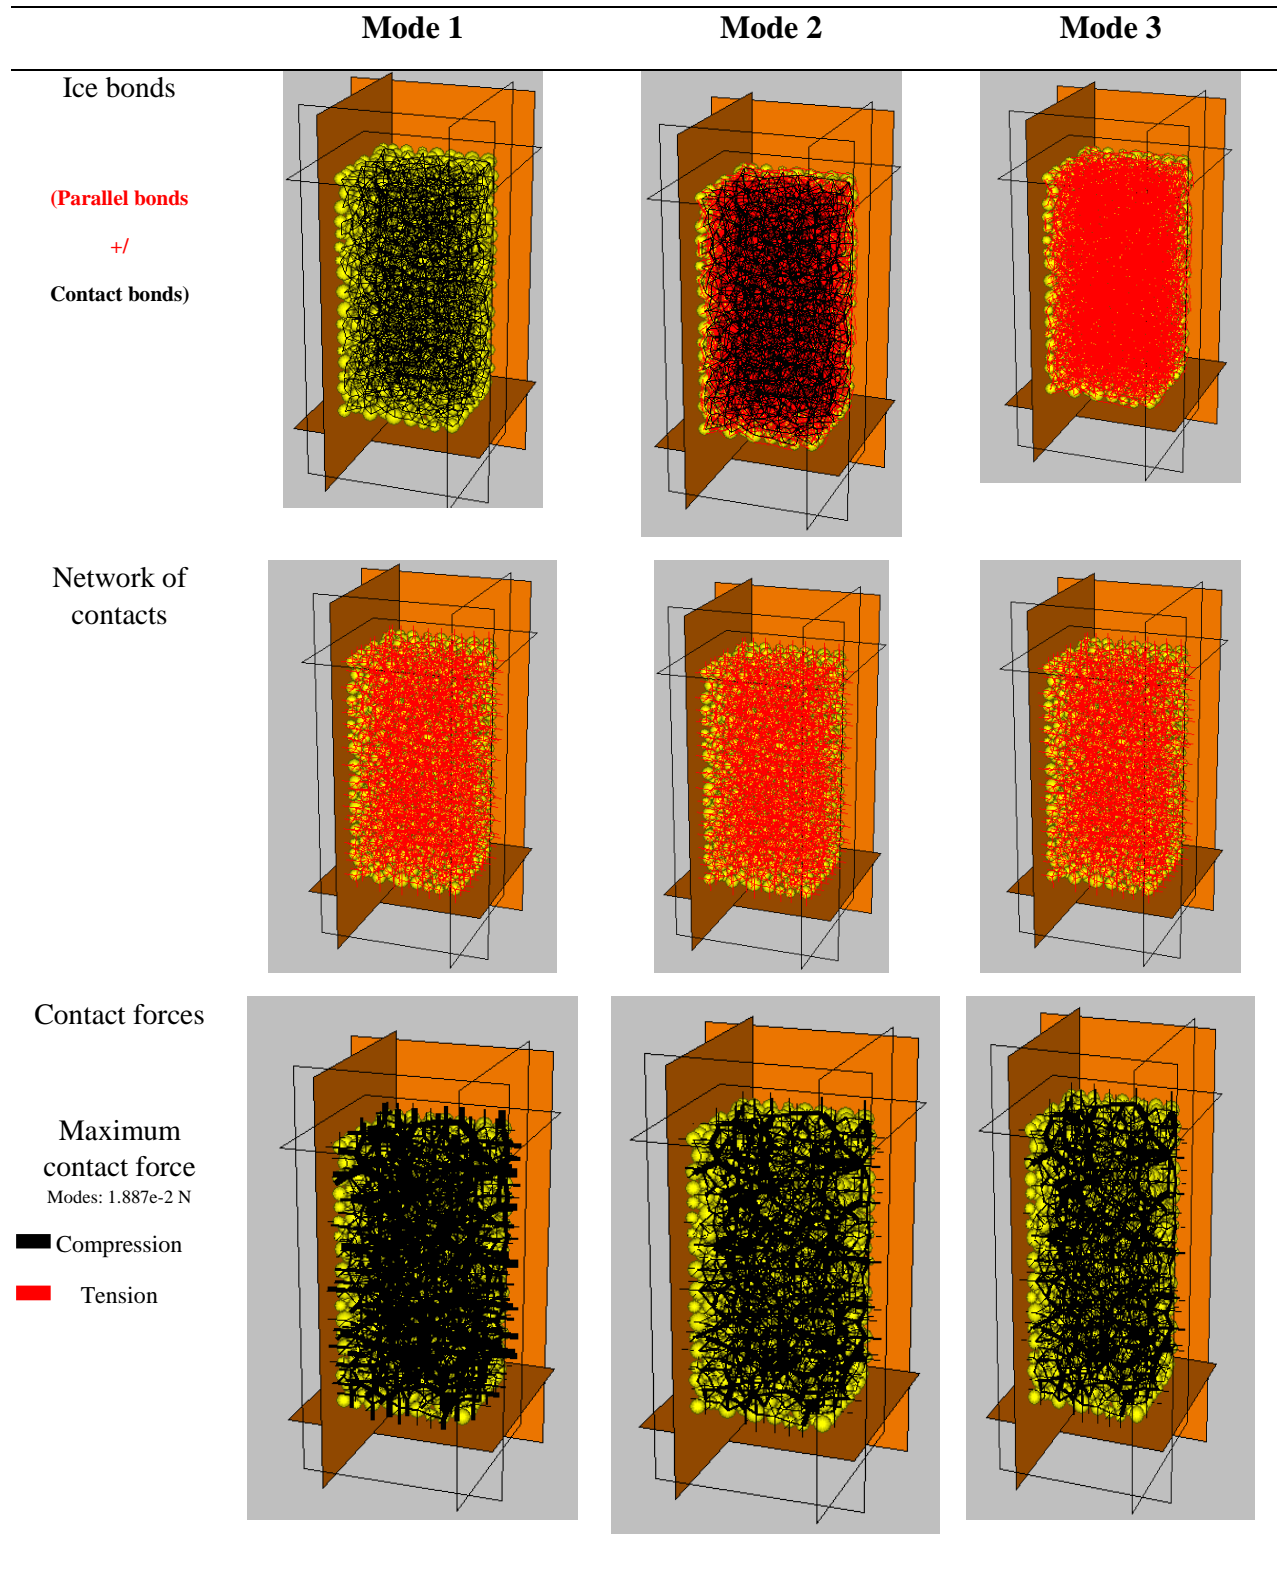 Mode 1 Mode 2 Mode 3
Ice bonds
(Parallel bonds
+/
Contact bonds)
Network of
contacts
Contact forces
Maximum
contact force
Modes: 1.887e-2 N
Compression
Tension